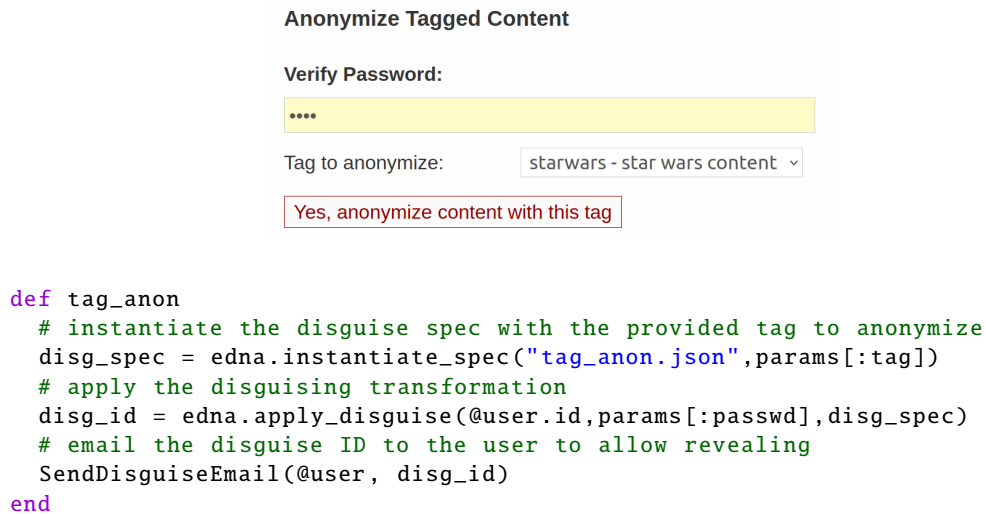 Anonymize Tagged Content
Verify Password:
••••
Tag to anonymize: starwars - star wars content
Yes, anonymize content with this tag
def tag_anon
  # instantiate the disguise spec with the provided tag to anonymize
  disg_spec = edna.instantiate_spec("tag_anon.json",params[:tag])
  # apply the disguising transformation
  disg_id = edna.apply_disguise(@user.id,params[:passwd],disg_spec)
  # email the disguise ID to the user to allow revealing
  SendDisguiseEmail(@user, disg_id)
end